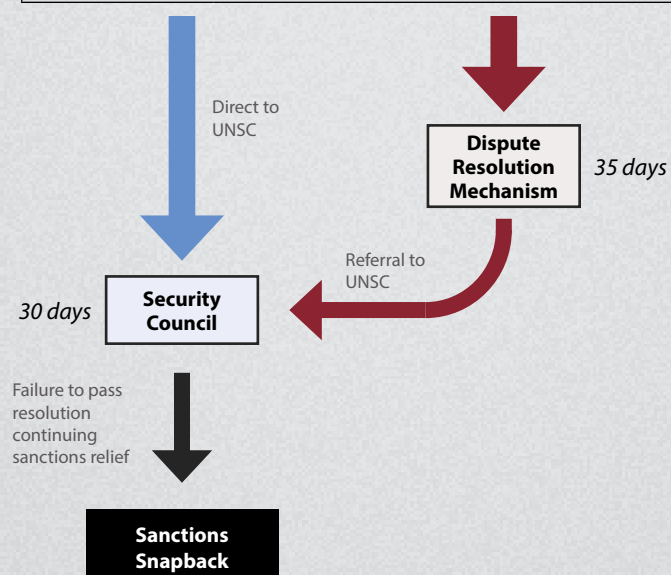 Direct to
UNSC
Dispute
Resolution
Mechanism
35 days
Referral to
UNSC
30 days
Security
Council
Failure to pass
resolution
continuing
sanctions relief
Sanctions
Snapback